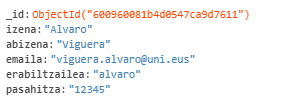 _id: ObjectId("600960081b4d0547ca9d7611")
izena: "Alvaro"
abizena: "Viguera"
emaila: "viguera.alvaro@uni.eus"
erabiltzailea: "alvaro"
pasahitza: "12345"